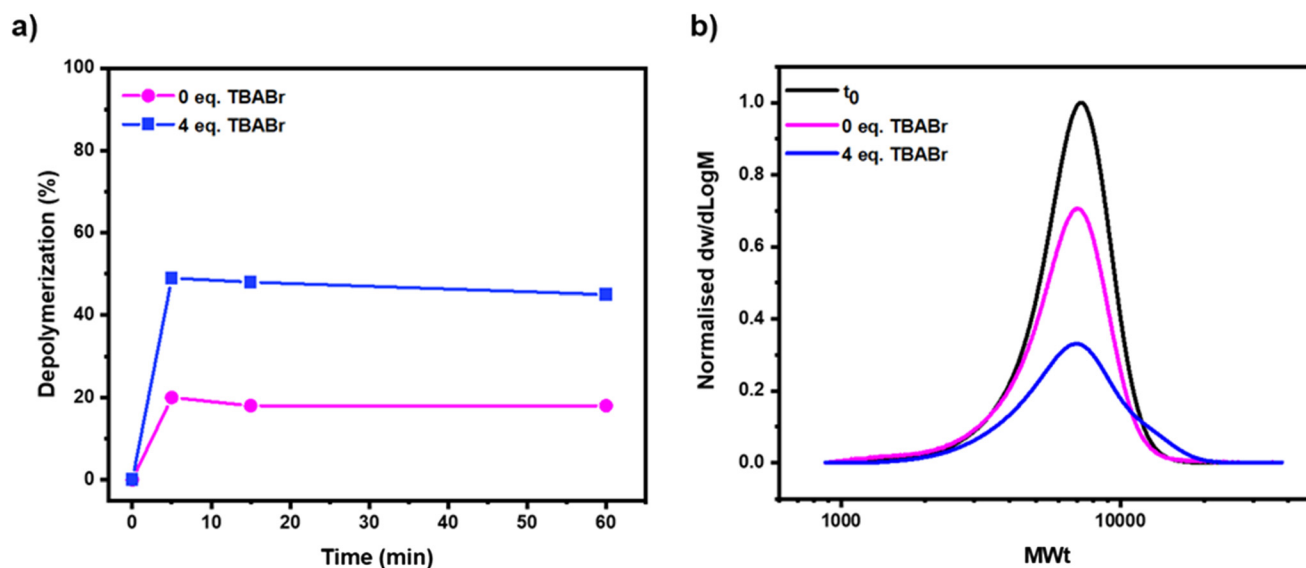 a)
Depolymerization (%)
100
80
60
40
20
0
0 eq. TBABr
4 eq. TBABr
0 10 20 30 40 50 60
Time (min)
b)
Normalised dw/dLogM
1.0
0.8
0.6
0.4
0.2
0.0
t0
0 eq. TBABr
4 eq. TBABr
1000 10000
MWt